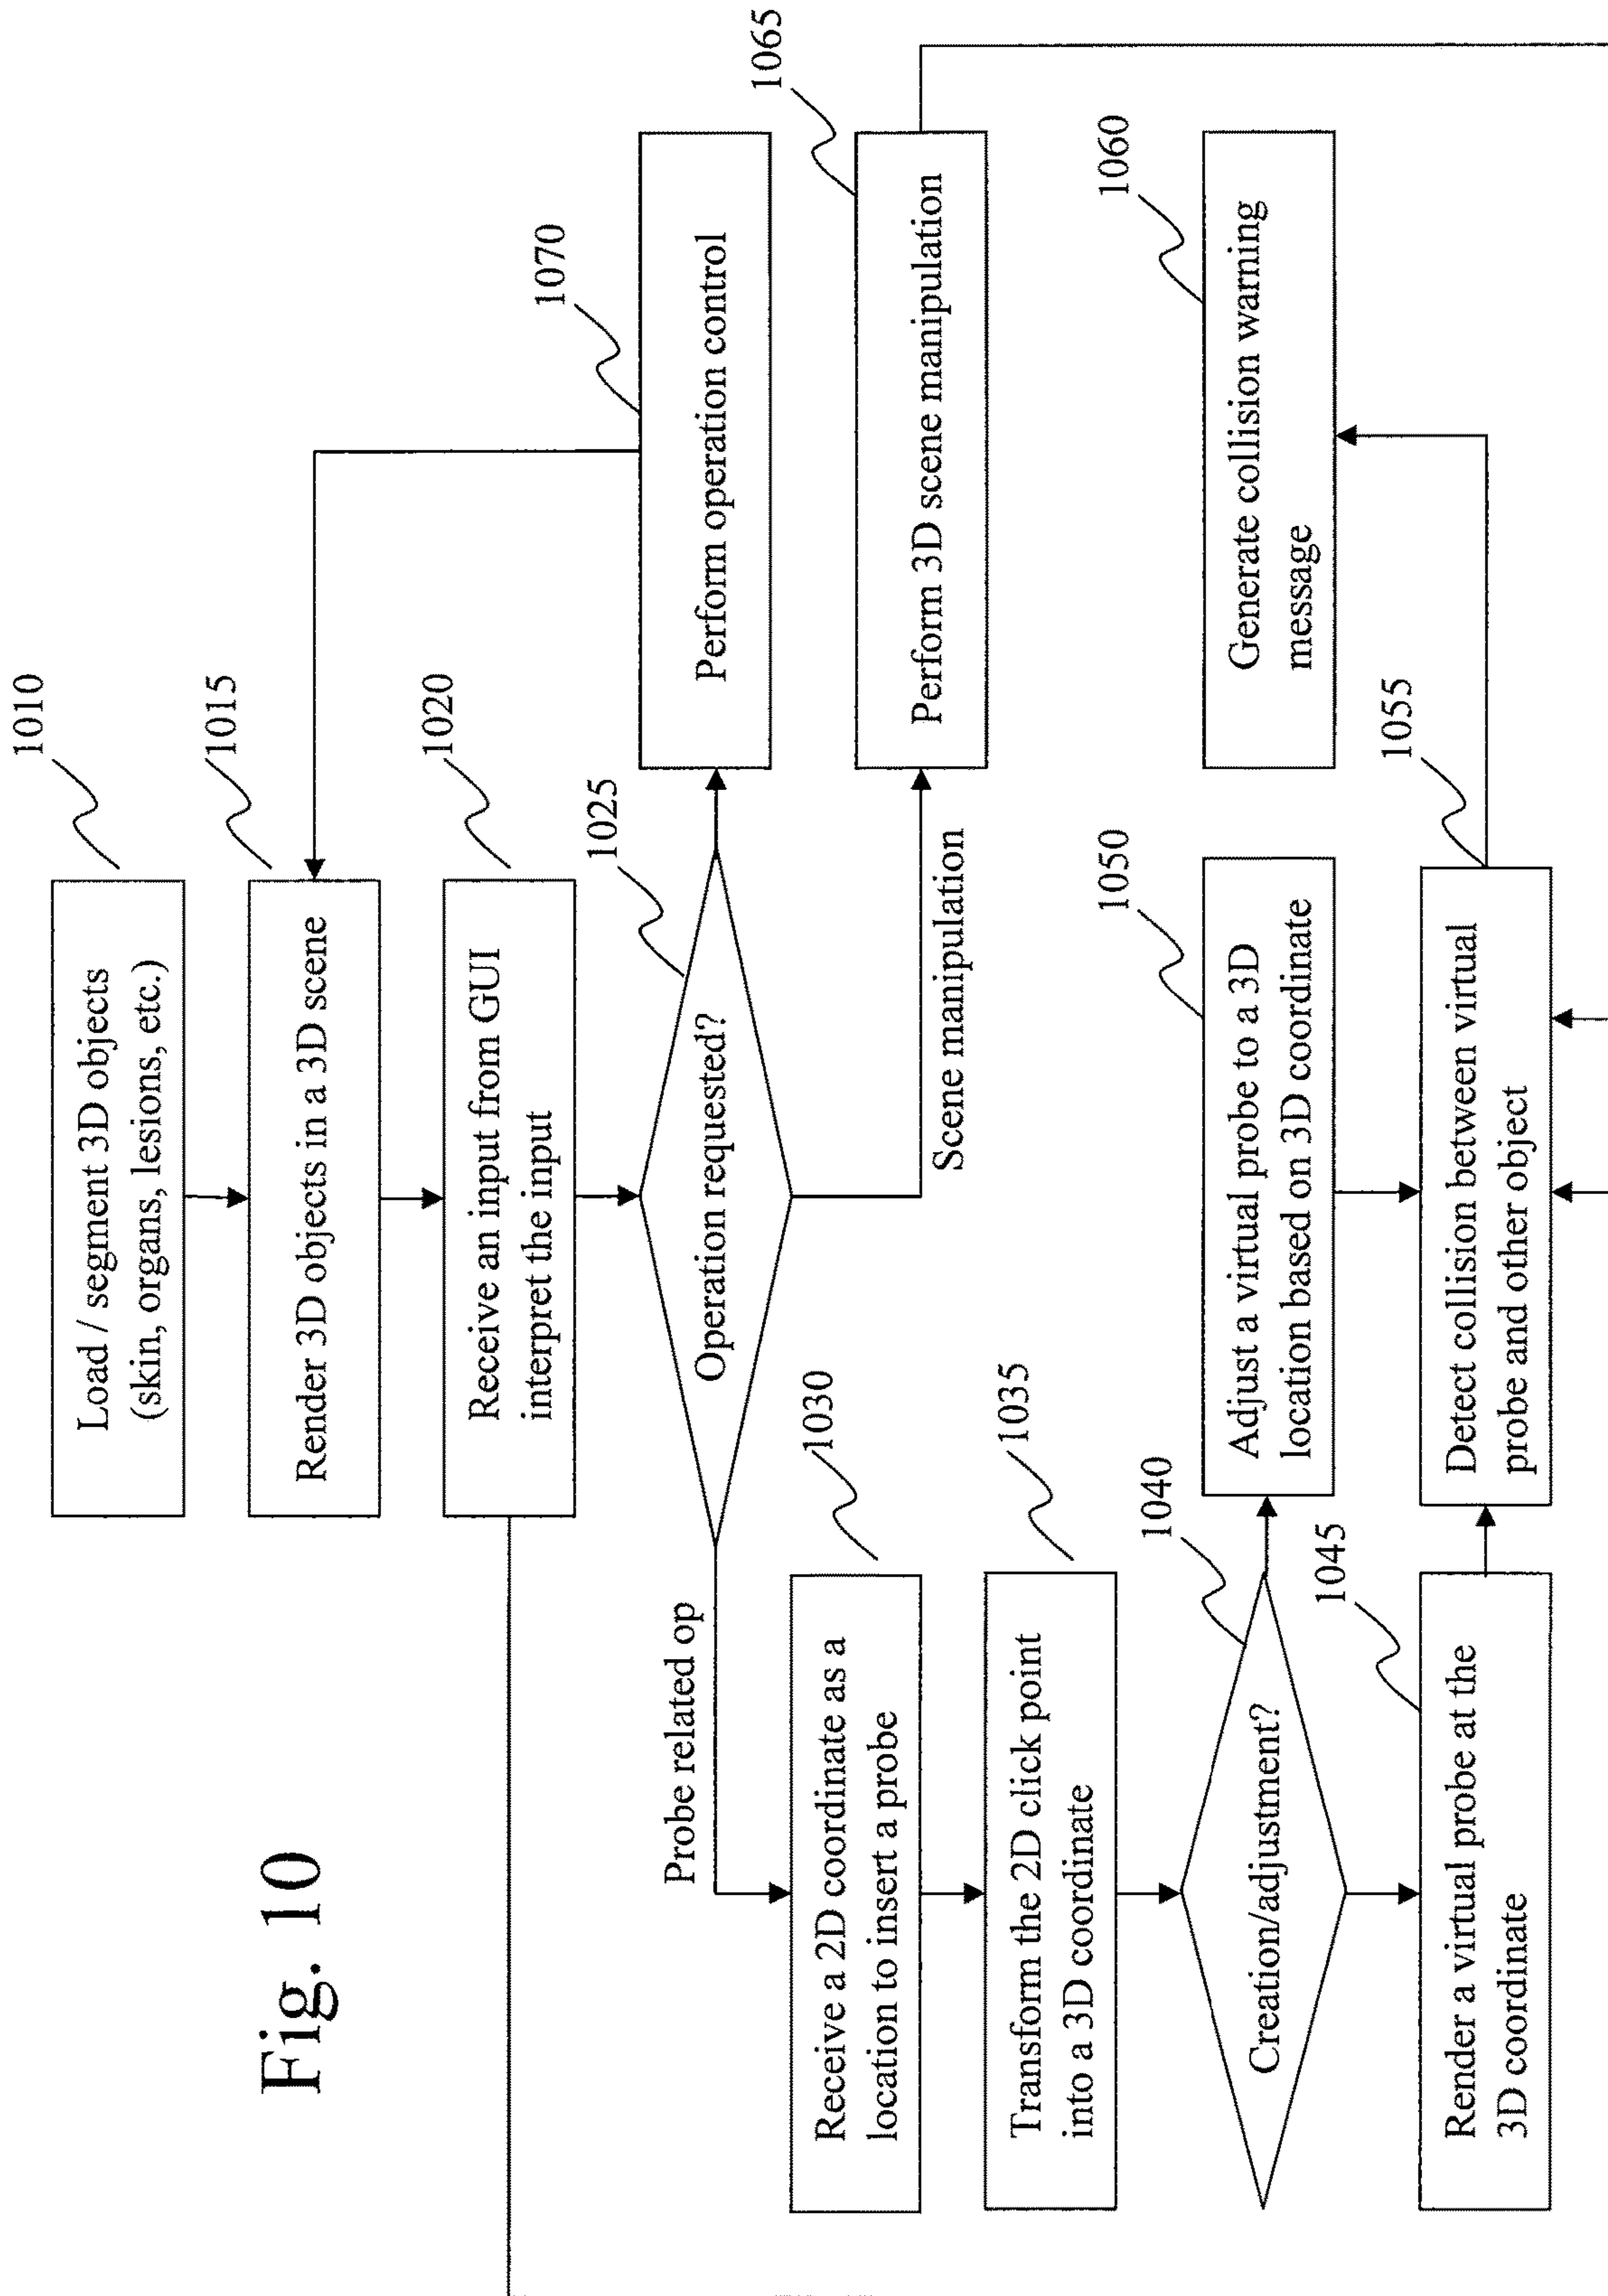 Fig. 10
1010
Load / segment 3D objects
(skin, organs, lesions, etc.)
1015
Render 3D objects in a 3D scene
1020
Receive an input from GUI
interpret the input
1025
Operation requested?
1070
Perform operation control
1065
Perform 3D scene manipulation
Scene manipulation
Probe related op
1030
Receive a 2D coordinate as a
location to insert a probe
1035
Transform the 2D click point
into a 3D coordinate
1040
Creation/adjustment?
1045
Render a virtual probe at the
3D coordinate
1050
Adjust a virtual probe to a 3D
location based on 3D coordinate
1055
Detect collision between virtual
probe and other object
1060
Generate collision warning
message